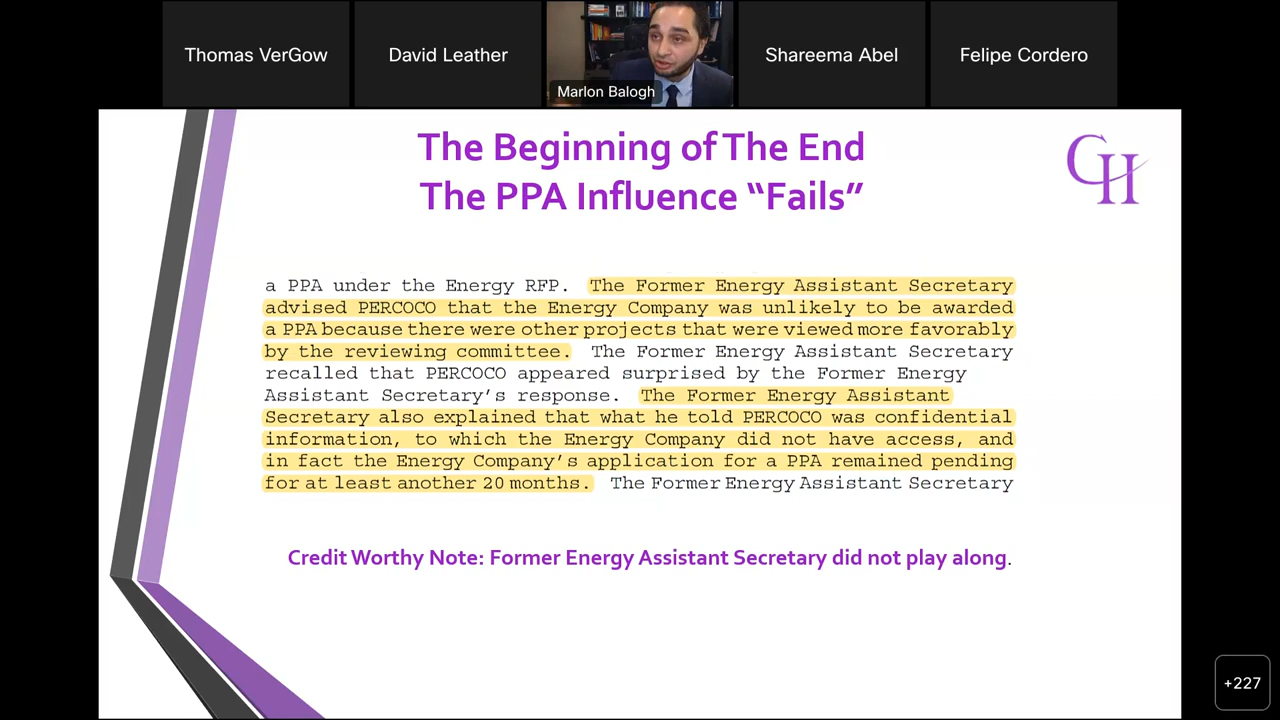 Thomas VerGow
David Leather
Marlon Balogh
Shareema Abel
Felipe Cordero
The Beginning of The End
The PPA Influence “Fails”
CH
a PPA under the Energy RFP. The Former Energy Assistant Secretary
advised PERCOCO that the Energy Company was unlikely to be awarded
a PPA because there were other projects that were viewed more favorably
by the reviewing committee. The Former Energy Assistant Secretary
recalled that PERCOCO appeared surprised by the Former Energy
Assistant Secretary’s response. The Former Energy Assistant
Secretary also explained that what he told PERCOCO was confidential
information, to which the Energy Company did not have access, and
in fact the Energy Company’s application for a PPA remained pending
for at least another 20 months. The Former Energy Assistant Secretary
Credit Worthy Note: Former Energy Assistant Secretary did not play along.
+227